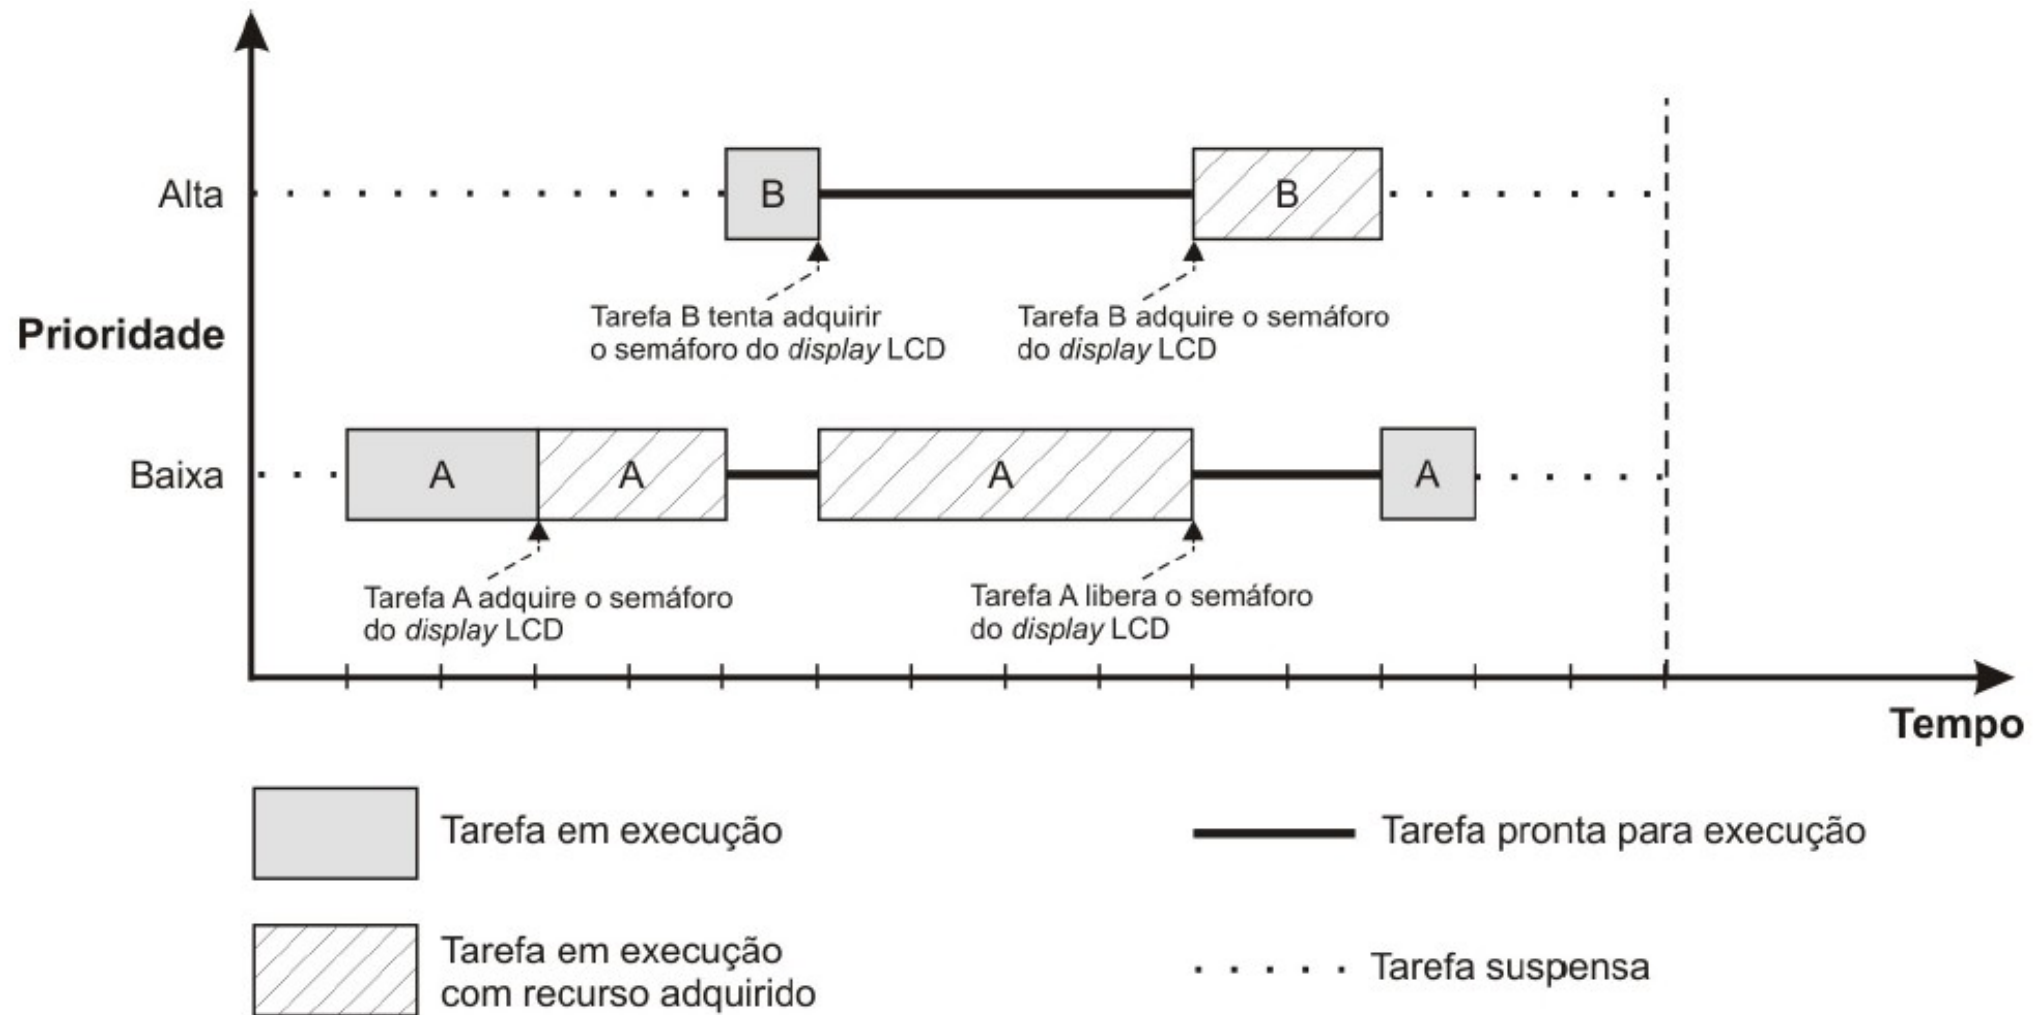 Alta
B
B
Tarefa B tenta adquirir
o semáforo do display LCD
Tarefa B adquire o semáforo
do display LCD
Prioridade
Baixa
A
A
A
A
Tarefa A adquire o semáforo
do display LCD
Tarefa A libera o semáforo
do display LCD
Tempo
Tarefa em execução
Tarefa pronta para execução
Tarefa em execução
com recurso adquirido
Tarefa suspensa